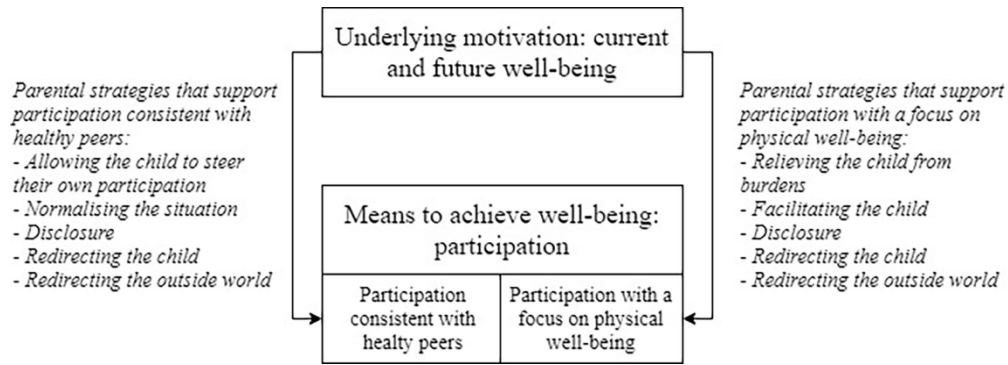 Underlying motivation: current
and future well-being
Parental strategies that support
participation consistent with
healthy peers:
- Allowing the child to steer
their own participation
- Normalising the situation
- Disclosure
- Redirecting the child
- Redirecting the outside world
Parental strategies that support
participation with a focus on
physical well-being:
- Relieving the child from
burdens
- Facilitating the child
- Disclosure
- Redirecting the child
- Redirecting the outside world
Means to achieve well-being:
participation
Participation
consistent with
healty peers
Participation with a
focus on physical
well-being